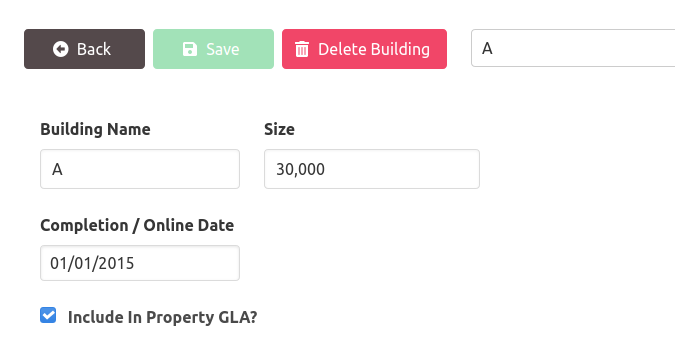 Back Save Delete Building A
Building Name Size
A 30,000
Completion / Online Date
01/01/2015
Include In Property GLA?